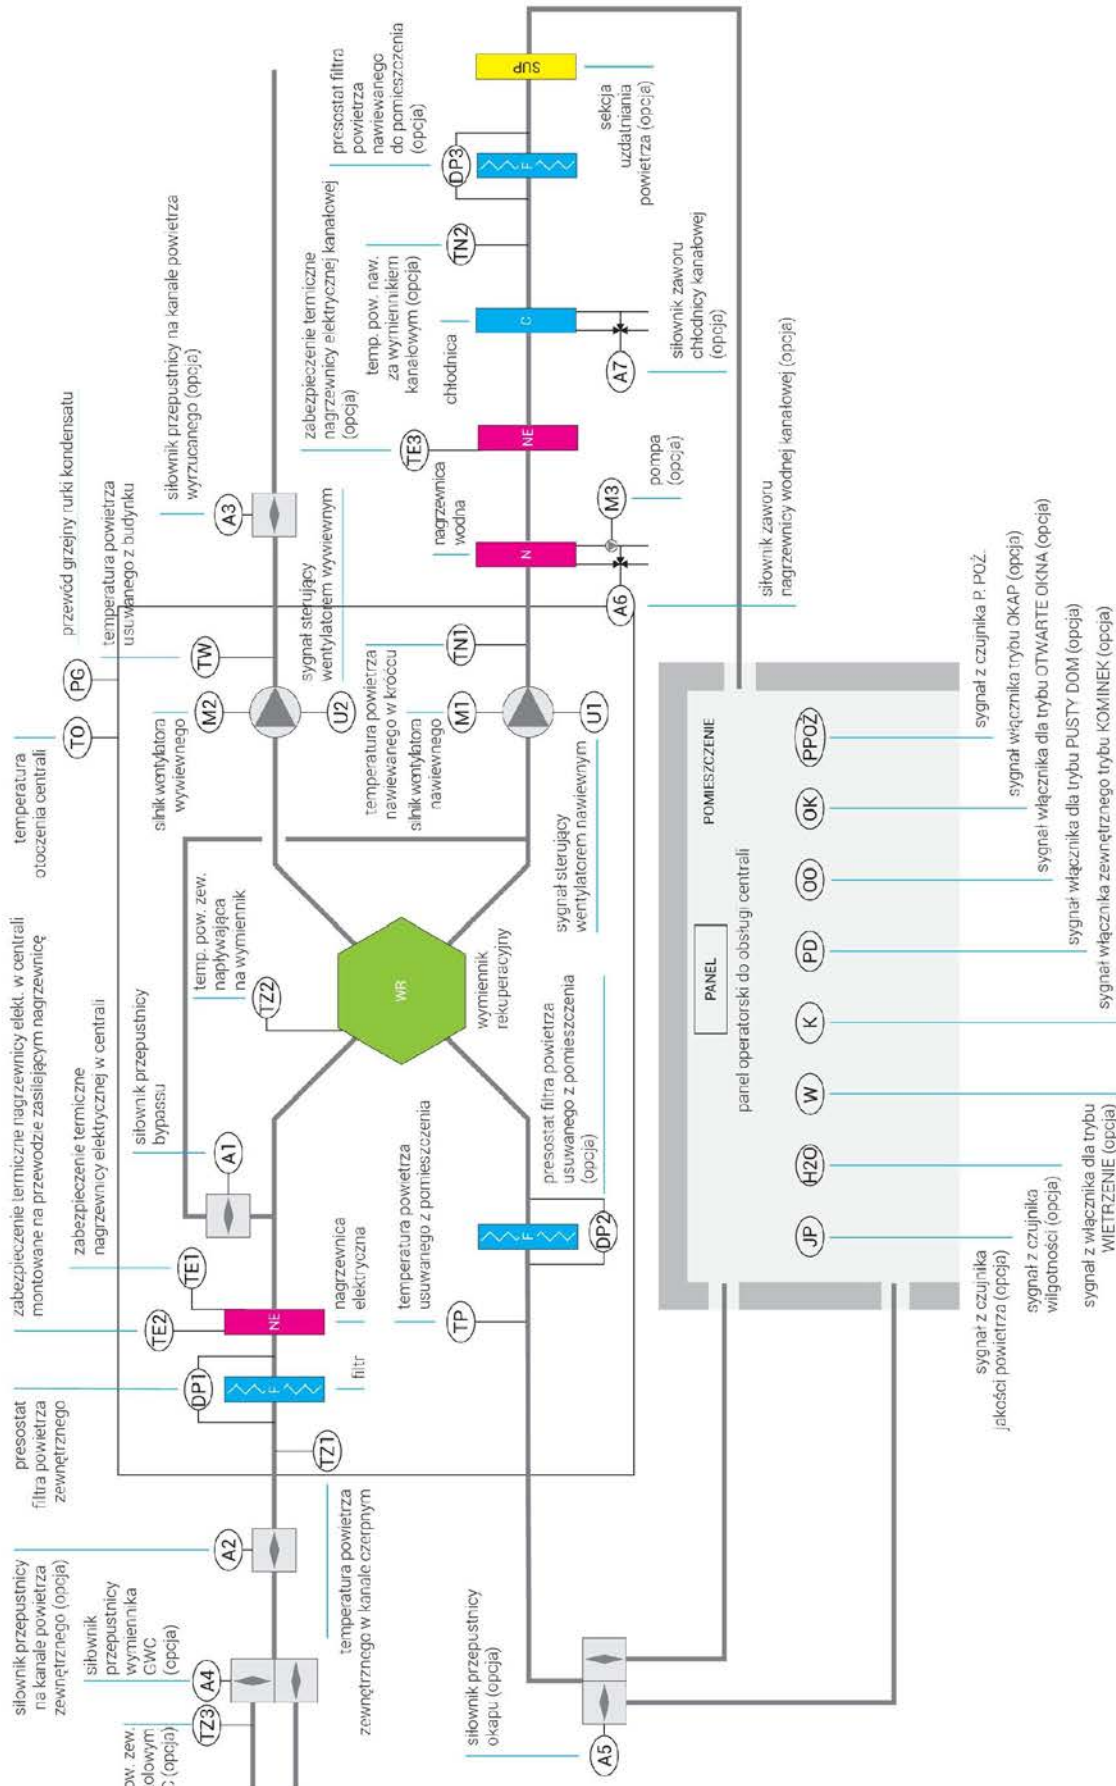 temperatura
otoczenia centrali
TO
PG
przewód grzejny rurki kondensatu
temperatura powietrza
usuwanego z budynku
TW
siłownik przepustnicy na kanale powietrza
wyrzucanego (opcja)
A3
silnik wentylatora
wywiewnego
M2
U2
sygnał sterujący
wentylatorem wywiewnym
zabezpieczenie termiczne nagrzewnicy elekt. w centrali
montowane na przewodzie zasilającym nagrzewnicę
zabezpieczenie termiczne
nagrzewnicy elektrycznej w centrali
siłownik przepustnicy
bypassu
A1
TE1
TE2
NE
nagrzewnica
elektryczna
temp. pow. zew.
napływająca
na wymiennik
TZ2
WR
wymiennik
rekuperacyjny
presostat
filtra powietrza
zewnętrznego
DP1
F
filtr
TZ1
temperatura powietrza
zewnętrznego w kanale czerpnym
siłownik przepustnicy
na kanale powietrza
zewnętrznego (opcja)
A2
siłownik
przepustnicy
wymiennika
GWC
(opcja)
A4
TZ3
ow. zew.
olowym
C (opcja)
siłownik przepustnicy
okapu (opcja)
A5
temperatura powietrza
usuwanego z pomieszczenia
TP
F
DP2
presostat filtra powietrza
usuwanego z pomieszczenia
(opcja)
silnik wentylatora
nawiewnego
M1
U1
sygnał sterujący
wentylatorem nawiewnym
temperatura powietrza
nawiewanego w króćcu
TN1
nagrzewnica
wodna
N
M3
pompa
(opcja)
A6
siłownik zaworu
nagrzewnicy wodnej kanałowej (opcja)
zabezpieczenie termiczne
nagrzewnicy elektrycznej kanałowej
(opcja)
TE3
NE
chłodnica
C
A7
siłownik zaworu
chłodnicy kanałowej
(opcja)
temp. pow. naw.
za wymiennikiem
kanałowym (opcja)
TN2
presostat filtra
powietrza
nawiewanego
do pomieszczenia
(opcja)
DP3
F
SUP
sekcja
uzdatniania
powietrza (opcja)
POMIESZCZENIE
PANEL
panel operatorski do obsługi centrali
JP
H2O
W
K
PD
OO
OK
PPOŻ
sygnał z czujnika
jakości powietrza (opcja)
sygnał z czujnika
wilgotności (opcja)
sygnał z włącznika dla trybu
WIETRZENIE (opcja)
sygnał włącznika zewnętrznego trybu KOMINEK (opcja)
sygnał włącznika dla trybu PUSTY DOM (opcja)
sygnał włącznika dla trybu OTWARTE OKNA (opcja)
sygnał włącznika trybu OKAP (opcja)
sygnał z czujnika P. POŻ.